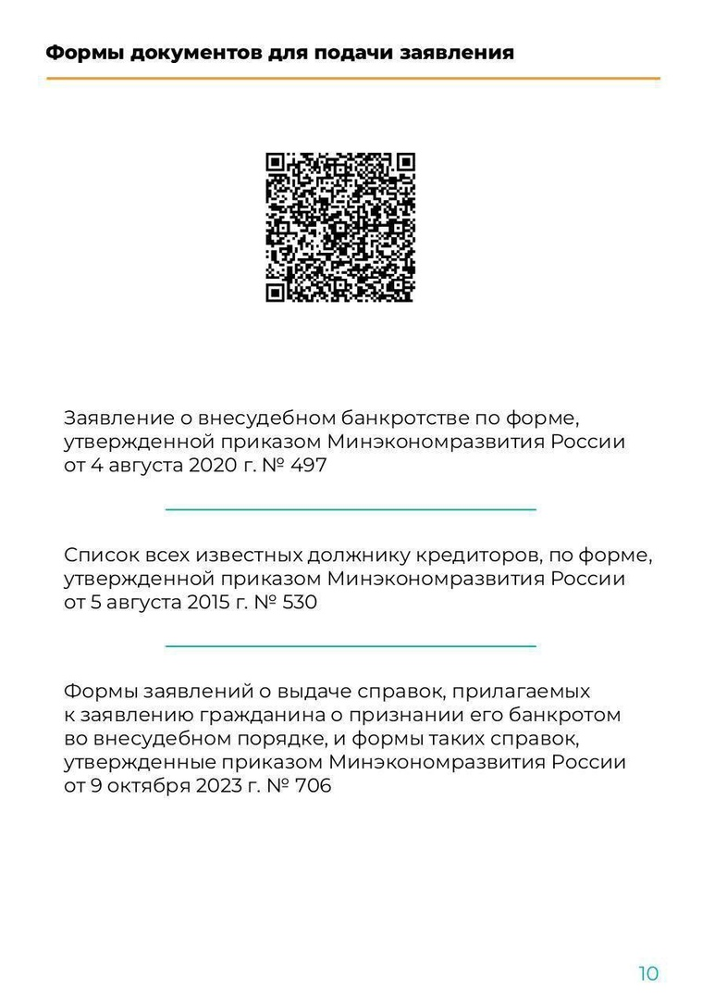 Формы документов для подачи заявления
Заявление о внесудебном банкротстве по форме,
утвержденной приказом Минэкономразвития России
от 4 августа 2020 г. № 497
Список всех известных должнику кредиторов, по форме,
утвержденной приказом Минэкономразвития России
от 5 августа 2015 г. № 530
Формы заявлений о выдаче справок, прилагаемых
к заявлению гражданина о признании его банкротом
во внесудебном порядке, и формы таких справок,
утвержденные приказом Минэкономразвития России
от 9 октября 2023 г. № 706
10